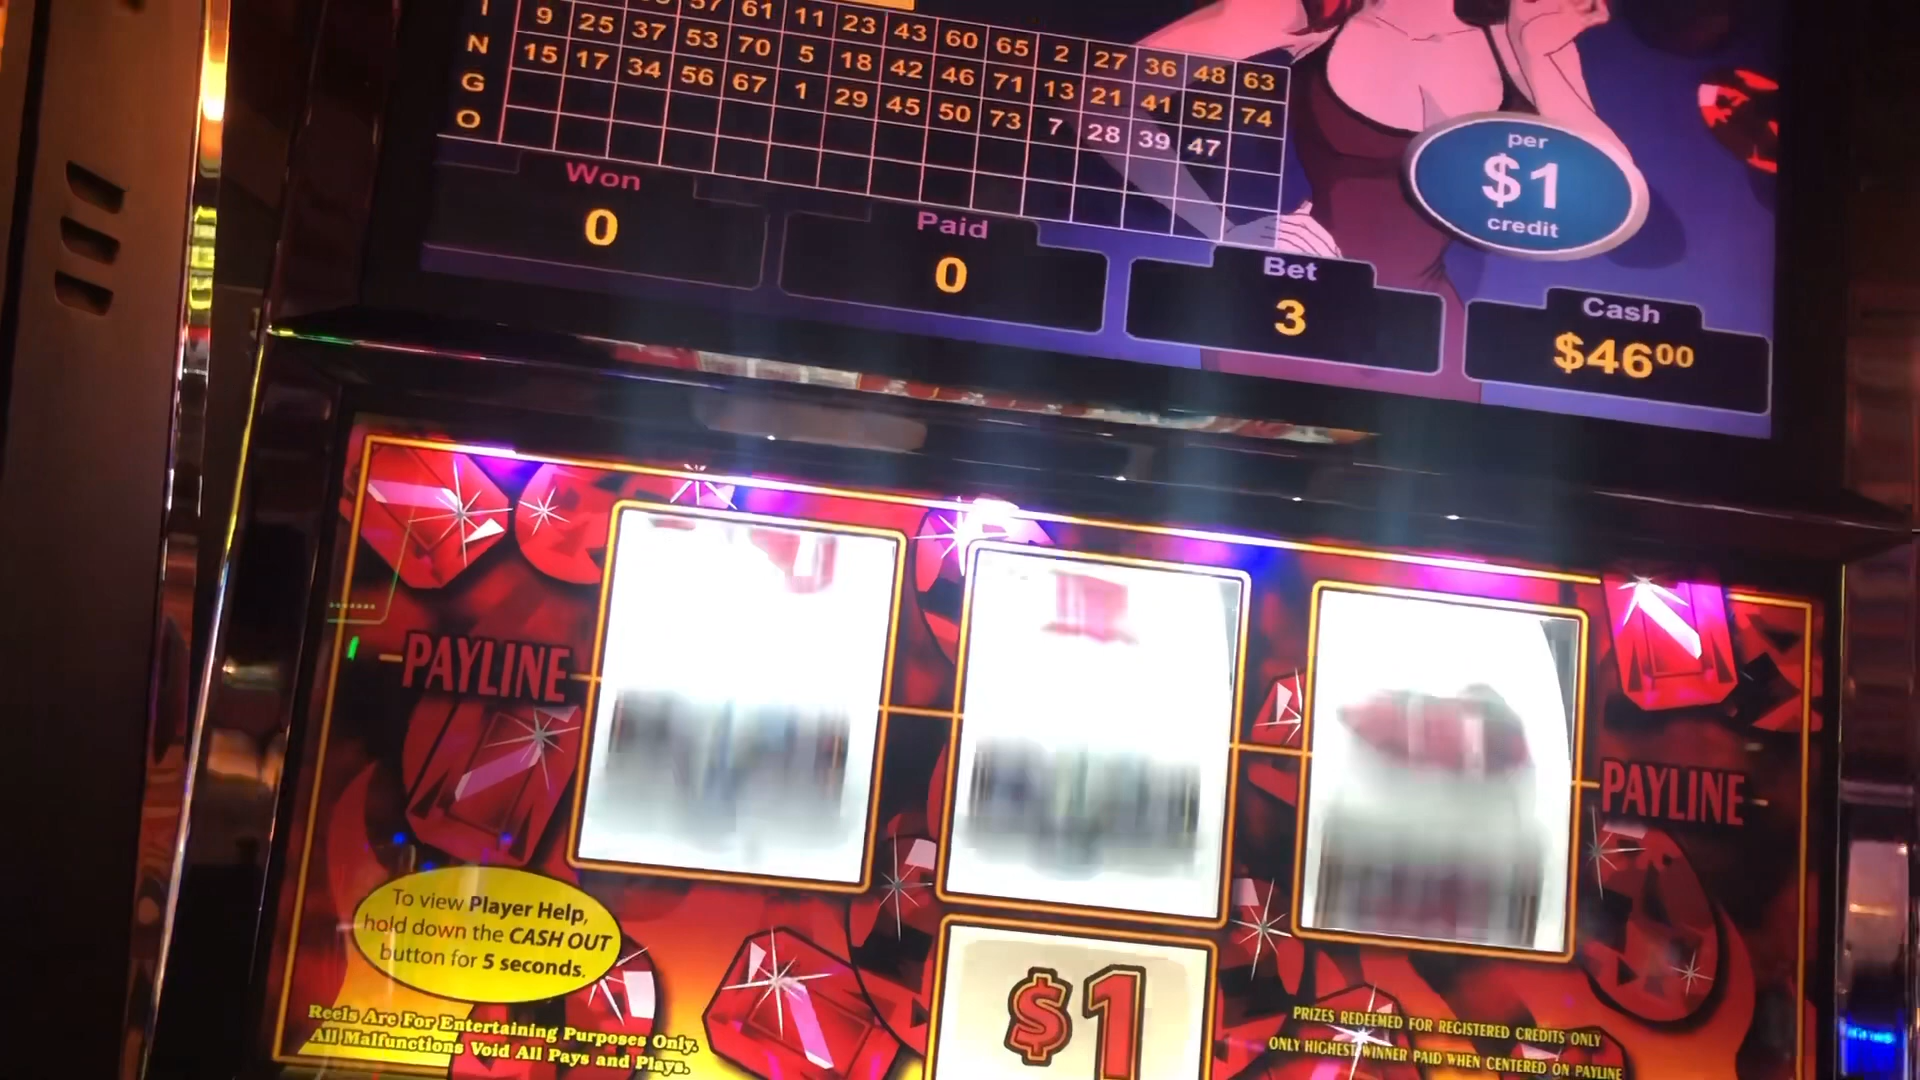 57 61 11 23 43 60 65 2 27 36 48 63
I 9 25 37 53 70 5 18 42 46 71 13 21 41 52 74
N 15 17 34 56 67 1 29 45 50 73 7 28 39 47
G
O
per
$1
credit
Won
0
Paid
0
Bet
3
Cash
$46⁰⁰
PAYLINE
PAYLINE
To view Player Help,
hold down the CASH OUT
button for 5 seconds.
Reels Are For Entertaining Purposes Only.
All Malfunctions Void All Pays and Plays.
$1
PRIZES REDEEMED FOR REGISTERED CREDITS ONLY
ONLY HIGHEST WINNER PAID WHEN CENTERED ON PAYLINE